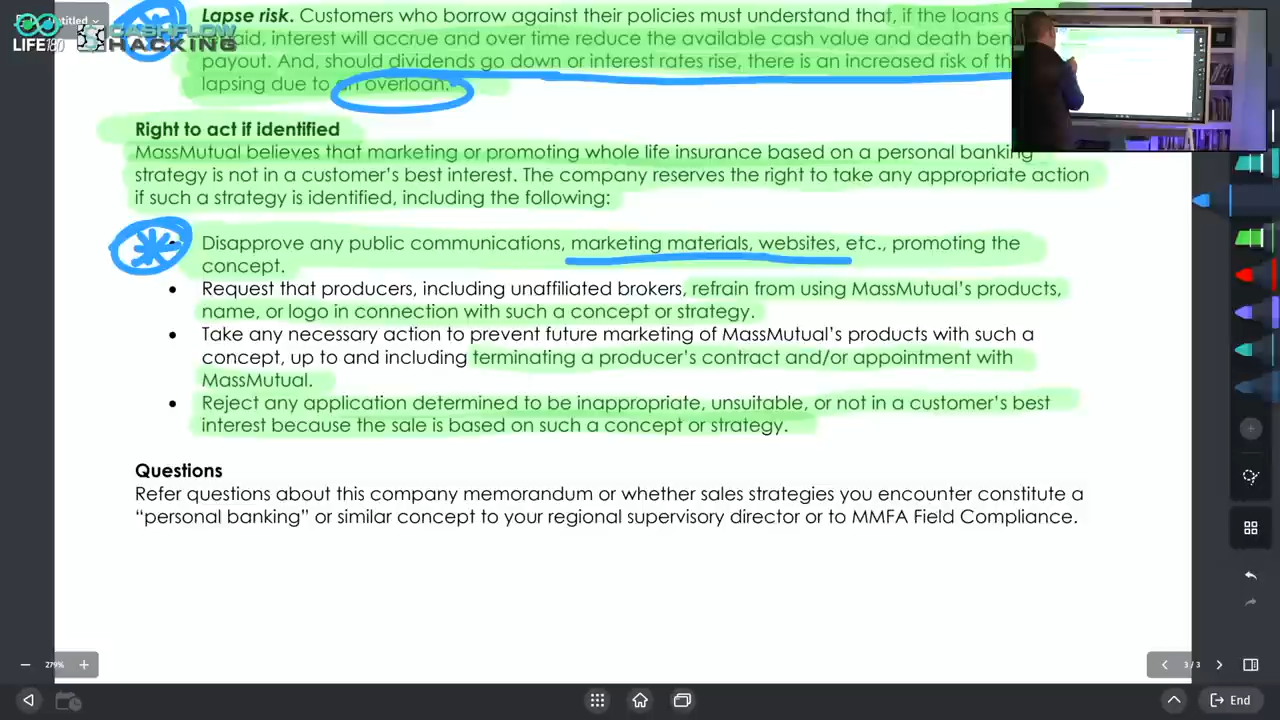 Untitled
LIFE180
CASHFLOW
HACKING
Lapse risk. Customers who borrow against their policies must understand that, if the loans
aid, interest will accrue and over time reduce the available cash va e and death ben
payout. And, should dividends go down or interest rates rise, there is an increased risk of th
lapsing due to an overloan.
Right to act if identified
MassMutual believes that marketing or promoting whole life insurance based on a personal banking
strategy is not in a customer’s best interest. The company reserves the right to take any appropriate action
if such a strategy is identified, including the following:
Disapprove any public communications, marketing materials, websites, etc., promoting the
concept.
• Request that producers, including unaffiliated brokers, refrain from using MassMutual’s products,
name, or logo in connection with such a concept or strategy.
• Take any necessary action to prevent future marketing of MassMutual’s products with such a
concept, up to and including terminating a producer’s contract and/or appointment with
MassMutual.
• Reject any application determined to be inappropriate, unsuitable, or not in a customer’s best
interest because the sale is based on such a concept or strategy.
Questions
Refer questions about this company memorandum or whether sales strategies you encounter constitute a
“personal banking” or similar concept to your regional supervisory director or to MMFA Field Compliance.
279%
3/3
End